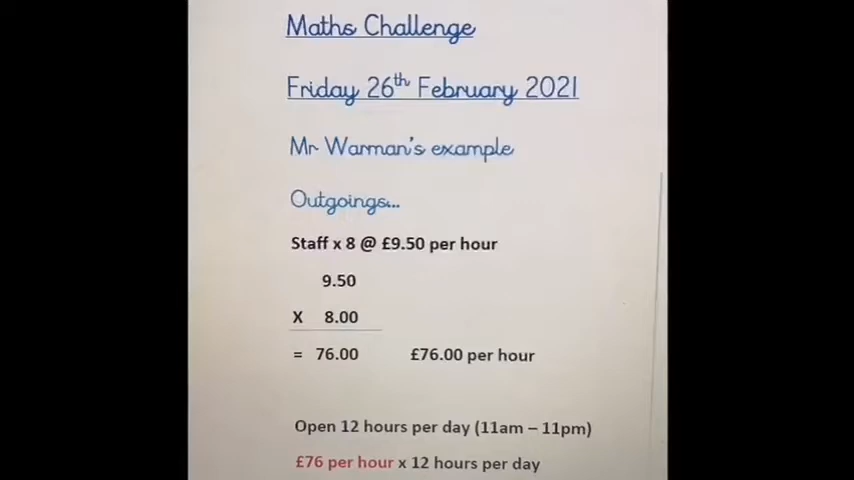 Maths Challenge
Friday 26th February 2021
Mr Warman's example
Outgoings...
Staff x 8 @ £9.50 per hour
9.50
X 8.00
= 76.00 £76.00 per hour
Open 12 hours per day (11am – 11pm)
£76 per hour x 12 hours per day